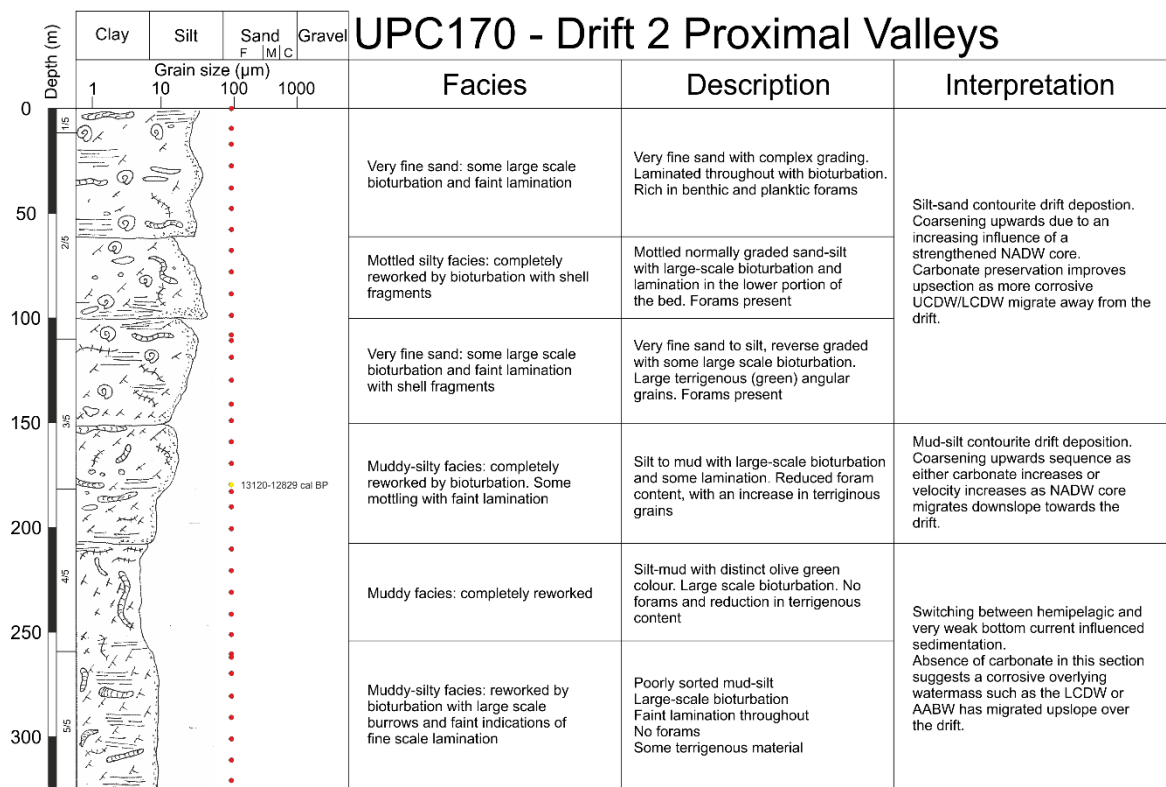 UPC170 - Drift 2 Proximal Valleys
Depth (m)
Clay
Silt
Sand
F M C
Gravel
Grain size (µm)
1 10 100 1000
Facies
Description
Interpretation
0
50
100
150
200
250
300
1/5
2/5
3/5
4/5
5/5
13120-12829 cal BP
Very fine sand: some large scale
bioturbation and faint lamination
Very fine sand with complex grading.
Laminated throughout with bioturbation.
Rich in benthic and planktic forams
Mottled silty facies: completely
reworked by bioturbation with shell
fragments
Mottled normally graded sand-silt
with large-scale bioturbation and
lamination in the lower portion of
the bed. Forams present
Very fine sand: some large scale
bioturbation and faint lamination
with shell fragments
Very fine sand to silt, reverse graded
with some large scale bioturbation.
Large terrigenous (green) angular
grains. Forams present
Silt-sand contourite drift depostion.
Coarsening upwards due to an
increasing influence of a
strengthened NADW core.
Carbonate preservation improves
upsection as more corrosive
UCDW/LCDW migrate away from the
drift.
Muddy-silty facies: completely
reworked by bioturbation. Some
mottling with faint lamination
Silt to mud with large-scale bioturbation
and some lamination. Reduced foram
content, with an increase in terriginous
grains
Mud-silt contourite drift deposition.
Coarsening upwards sequence as
either carbonate increases or
velocity increases as NADW core
migrates downslope towards the
drift.
Muddy facies: completely reworked
Silt-mud with distinct olive green
colour. Large scale bioturbation. No
forams and reduction in terrigenous
content
Muddy-silty facies: reworked by
bioturbation with large scale
burrows and faint indications of
fine scale lamination
Poorly sorted mud-silt
Large-scale bioturbation
Faint lamination throughout
No forams
Some terrigenous material
Switching between hemipelagic and
very weak bottom current influenced
sedimentation.
Absence of carbonate in this section
suggests a corrosive overlying
watermass such as the LCDW or
AABW has migrated upslope over
the drift.